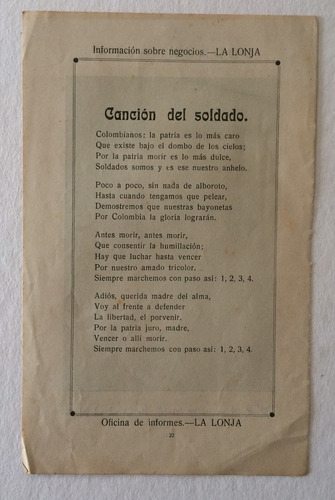 Información sobre negocios.—LA LONJA
Canción del soldado.
Colombianos: la patria es lo más caro
Que existe bajo el dombo de los cielos;
Por la patria morir es lo más dulce,
Soldados somos y es ese nuestro anhelo.
Poco a poco, sin nada de alboroto,
Hasta cuando tengamos que pelear,
Demostremos que nuestras bayonetas
Por Colombia la gloria lograrán.
Antes morir, antes morir,
Que consentir la humillación;
Hay que luchar hasta vencer
Por nuestro amado tricolor.
Siempre marchemos con paso así: 1, 2, 3, 4.
Adiós, querida madre del alma,
Voy al frente a defender
La libertad, el porvenir.
Por la patria juro, madre,
Vencer o allí morir.
Siempre marchemos con paso así: 1, 2, 3, 4.
Oficina de informes.—LA LONJA